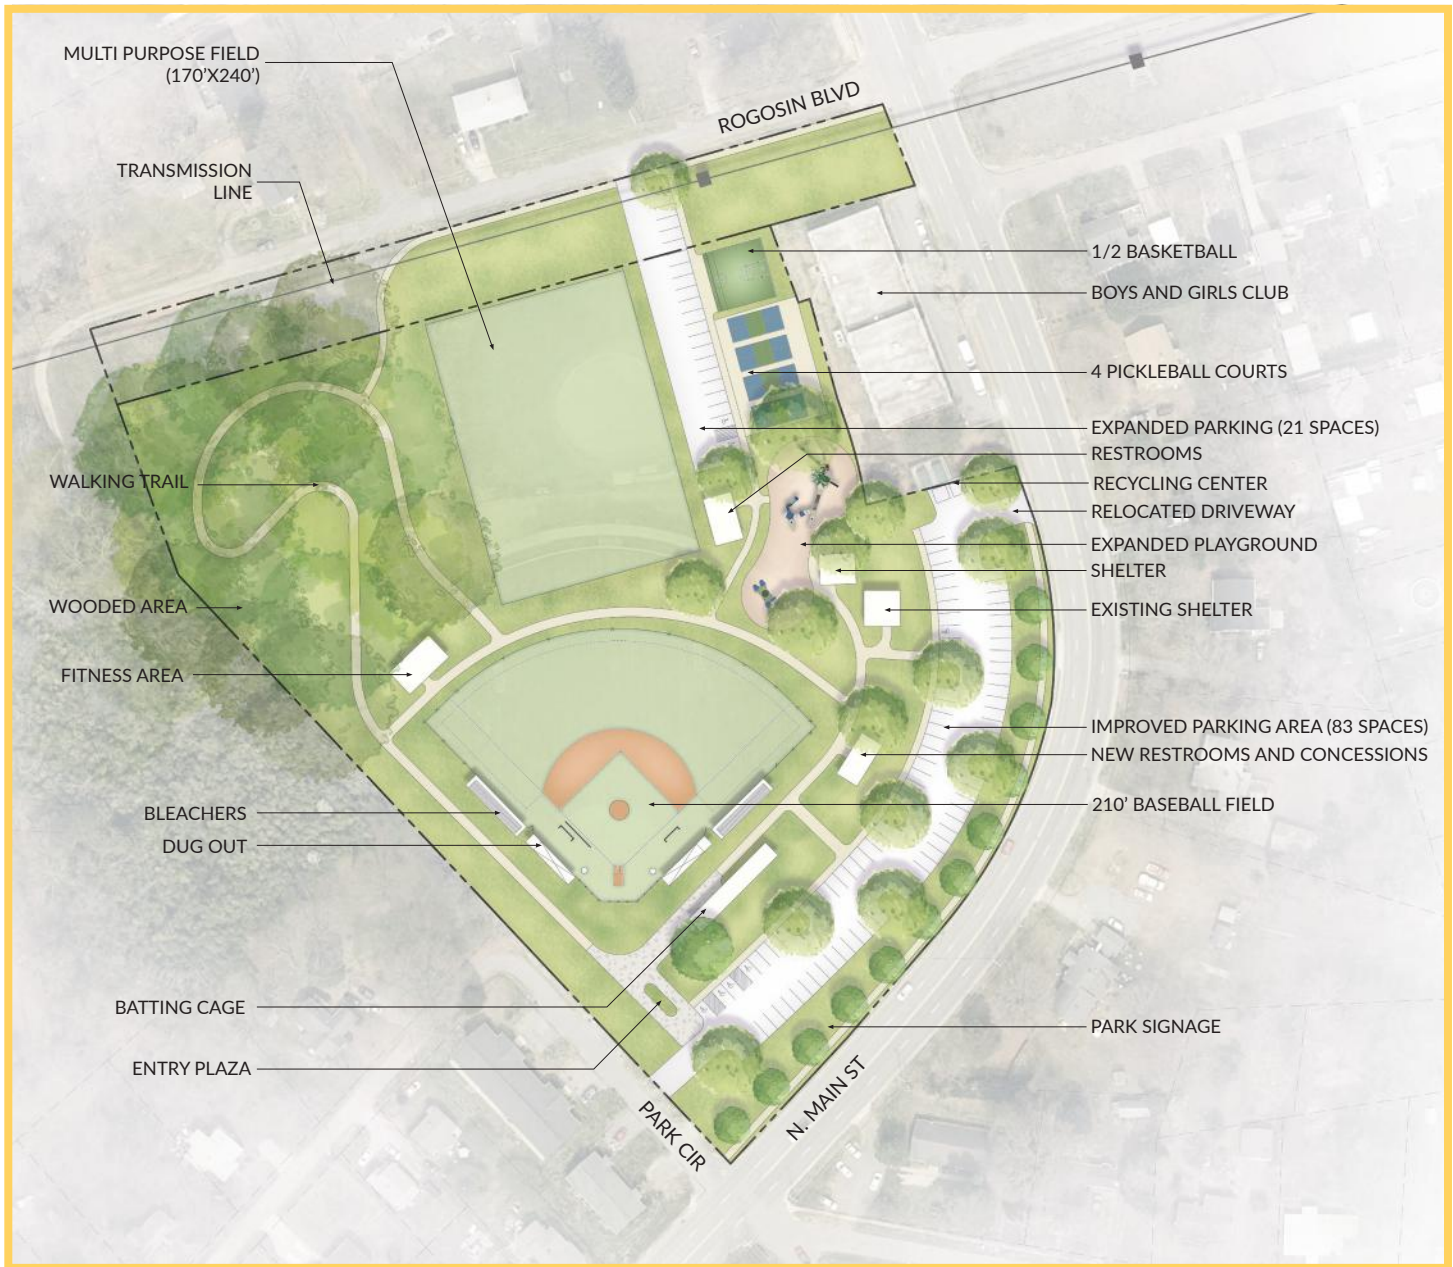 MULTI PURPOSE FIELD
(170'X240')
TRANSMISSION
LINE
WALKING TRAIL
WOODED AREA
FITNESS AREA
BLEACHERS
DUG OUT
BATTING CAGE
ENTRY PLAZA
ROGOSIN BLVD
PARK CIR
N. MAIN ST
1/2 BASKETBALL
BOYS AND GIRLS CLUB
4 PICKLEBALL COURTS
EXPANDED PARKING (21 SPACES)
RESTROOMS
RECYCLING CENTER
RELOCATED DRIVEWAY
EXPANDED PLAYGROUND
SHELTER
EXISTING SHELTER
IMPROVED PARKING AREA (83 SPACES)
NEW RESTROOMS AND CONCESSIONS
210' BASEBALL FIELD
PARK SIGNAGE